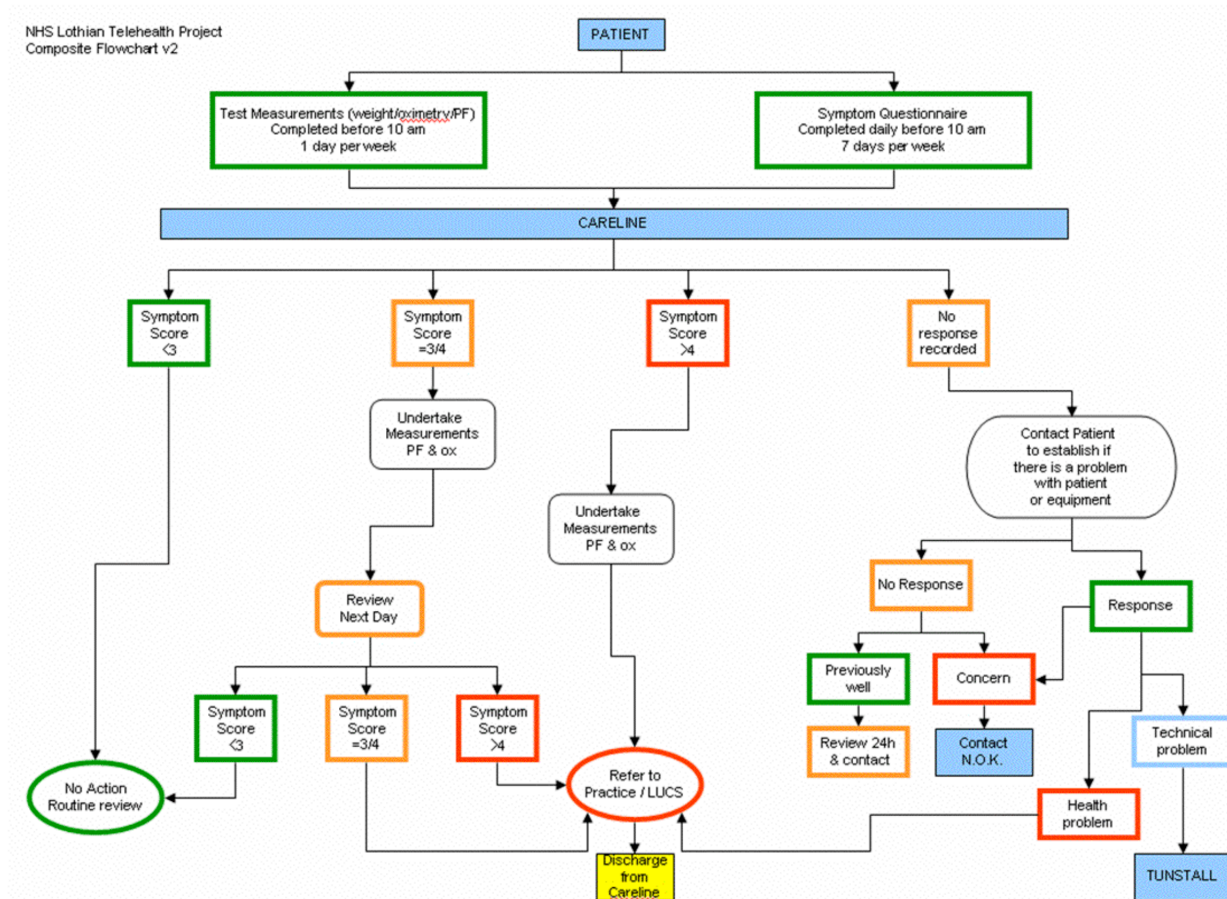 NHS Lothian Telehealth Project
Composite Flowchart v2
PATIENT
Test Measurements (weight/oximetry/PF)
Completed before 10 am
1 day per week
Symptom Questionnaire
Completed daily before 10 am
7 days per week
CARELINE
Symptom
Score
<3
Symptom
Score
=3/4
Symptom
Score
>4
No
response
recorded
Undertake
Measurements
PF & ox
Contact Patient
to establish if
there is a problem
with patient
or equipment
Undertake
Measurements
PF & ox
No Response
Response
Review
Next Day
Previously
well
Concern
Symptom
Score
<3
Symptom
Score
=3/4
Symptom
Score
>4
Technical
problem
Review 24h
& contact
Contact
N.O.K.
No Action
Routine review
Refer to
Practice / LUCS
Health
problem
Discharge
from
Careline
TUNSTALL